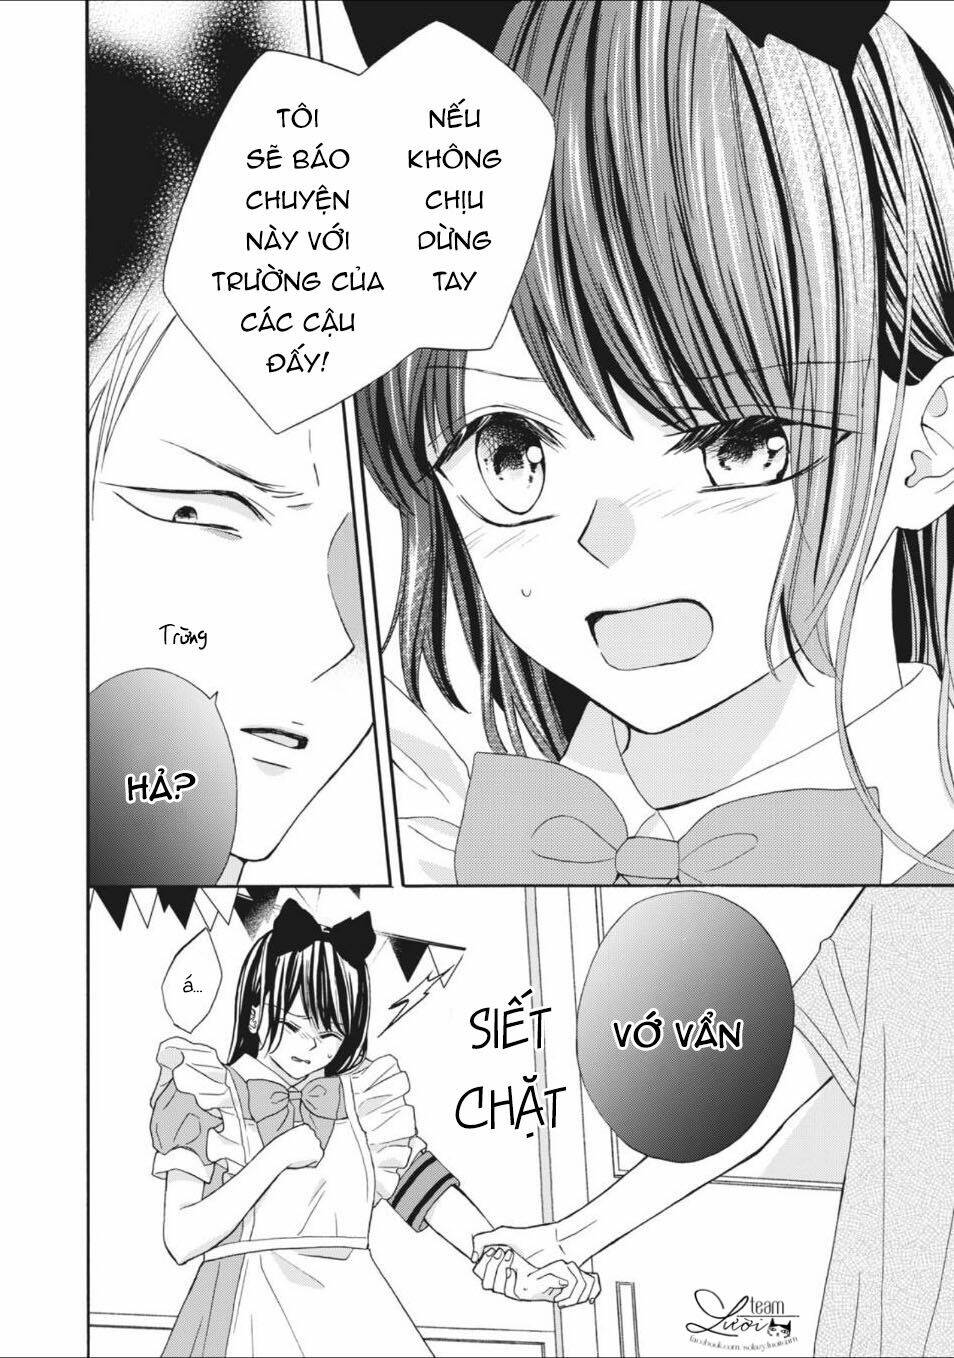 NẾU
KHÔNG
CHỊU
DỪNG
TAY
TÔI
SẼ BÁO
CHUYỆN
NÀY VỚI
TRƯỜNG CỦA
CÁC CẬU
ĐẤY!
Trừng
HẢ?
VỚ VẨN
SIẾT
CHẶT
Á...
team
Lười